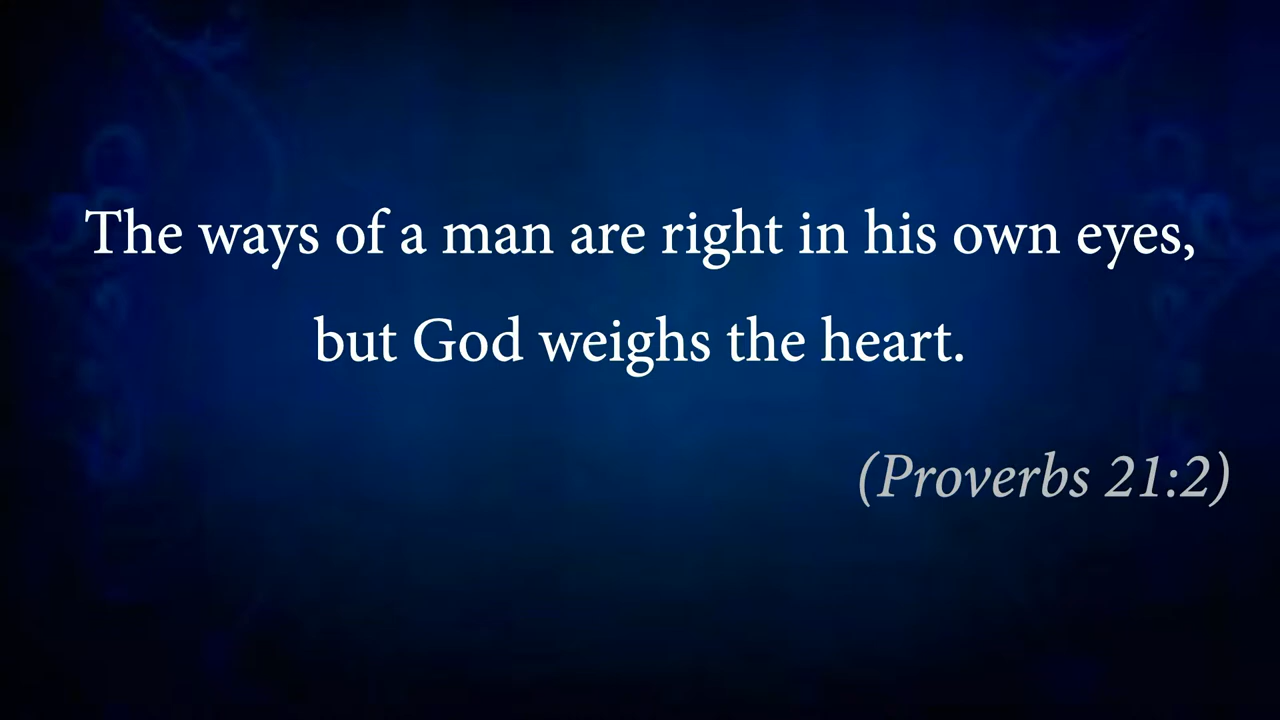 The ways of a man are right in his own eyes,
but God weighs the heart.
(Proverbs 21:2)